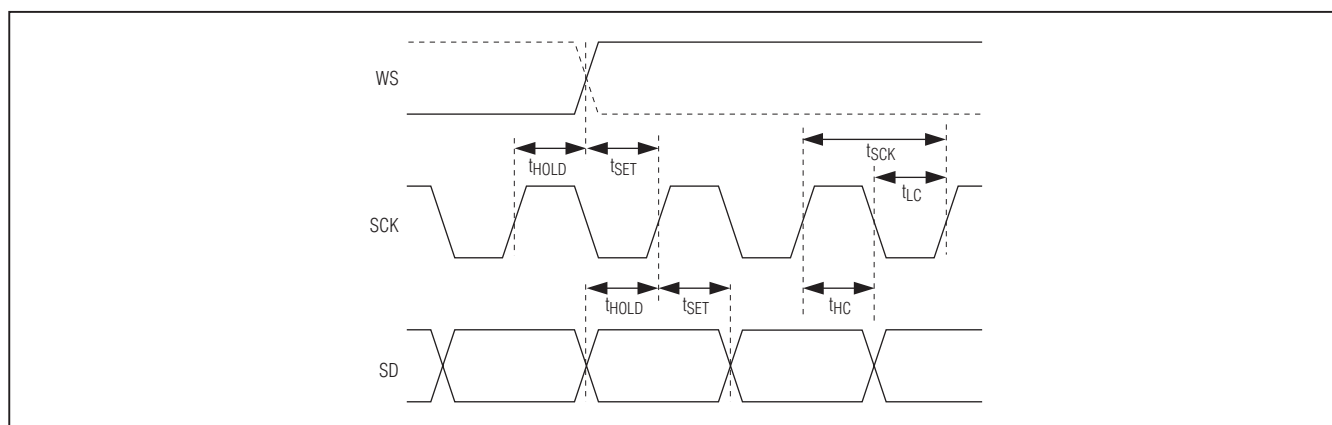 WS
tHOLD tSET
tSCK
tLC
SCK
tHOLD tSET
tHC
SD